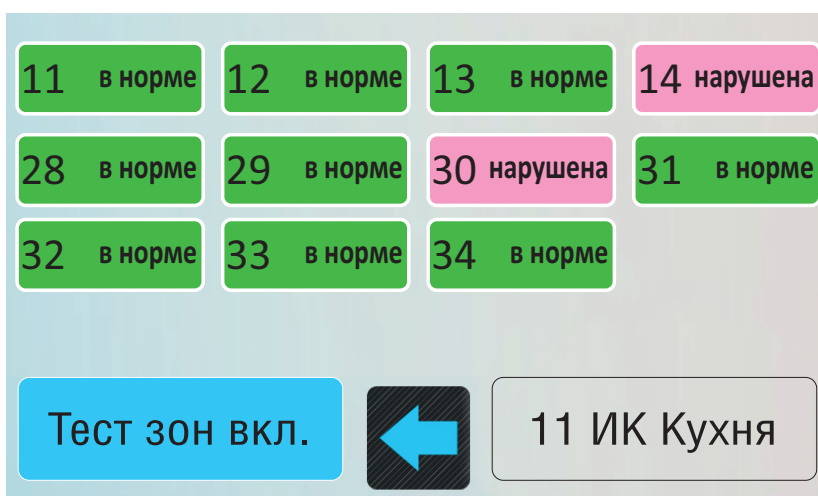 11 в норме 12 в норме 13 в норме 14 нарушена
28 в норме 29 в норме 30 нарушена 31 в норме
32 в норме 33 в норме 34 в норме
Тест зон вкл. 11 ИК Кухня